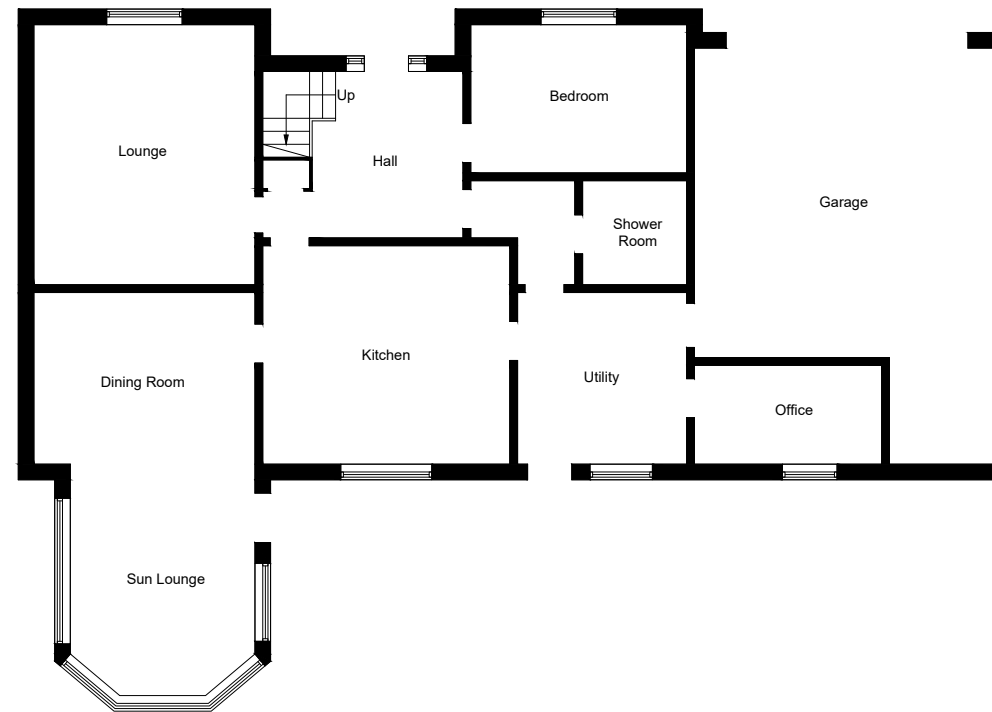 Up
Bedroom
Lounge
Hall
Garage
Shower
Room
Kitchen
Utility
Dining Room
Office
Sun Lounge